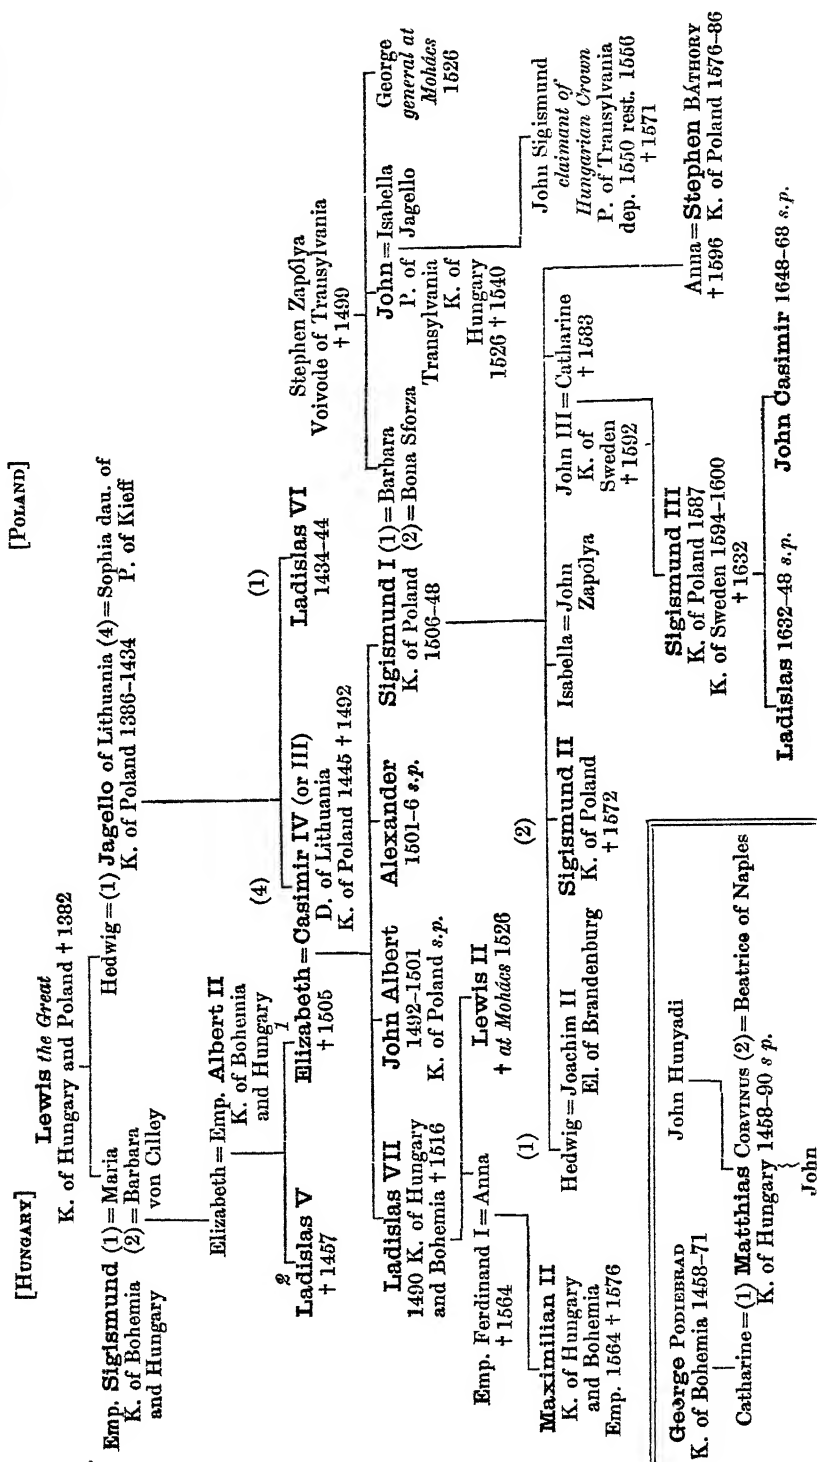 [HUNGARY]
[POLAND]
Lewis the Great
K. of Hungary and Poland † 1382
Emp. Sigismund (1)=Maria
K. of Bohemia (2)=Barbara
and Hungary von Cilley
Hedwig=(1) Jagello of Lithuania (4)=Sophia dau. of
K. of Poland 1386–1434 P. of Kieff
Elizabeth=Emp. Albert II
K. of Bohemia
and Hungary
(4)
(1)
2
Ladislas V
† 1457
1
Elizabeth=Casimir IV (or III)
† 1505 D. of Lithuania
K. of Poland 1445 † 1492
Ladislas VI
1434–44
Stephen Zapólya
Voivode of Transylvania
† 1499
Ladislas VII
1490 K. of Hungary
and Bohemia † 1516
John Albert
1492–1501
K. of Poland s.p.
Alexander
1501–6 s.p.
Sigismund I (1)=Barbara
K. of Poland (2)=Bona Sforza
1506–48
John=Isabella
P. of Jagello
Transylvania
K. of
Hungary
1526 † 1540
George
general at
Mohács
1526
Emp. Ferdinand I=Anna
† 1564
Lewis II
† at Mohács 1526
John Sigismund
claimant of
Hungarian Crown
P. of Transylvania
dep. 1550 rest. 1556
† 1571
(1)
(2)
Maximilian II
K. of Hungary
and Bohemia
Emp. 1564 † 1576
Hedwig=Joachim II
El. of Brandenburg
Sigismund II
K. of Poland
† 1572
Isabella=John
Zapólya
John III=Catharine
K. of † 1583
Sweden
† 1592
Anna=Stephen BÁTHORY
† 1596 K. of Poland 1576–86
Sigismund III
K. of Poland 1587
K. of Sweden 1594–1600
† 1632
Ladislas 1632–48 s.p.
John Casimir 1648–68 s.p.
George PODIEBRAD
K. of Bohemia 1458–71
John Hunyadi
Catharine=(1) Matthias CORVINUS (2)=Beatrice of Naples
K. of Hungary 1458–90 s p.
John